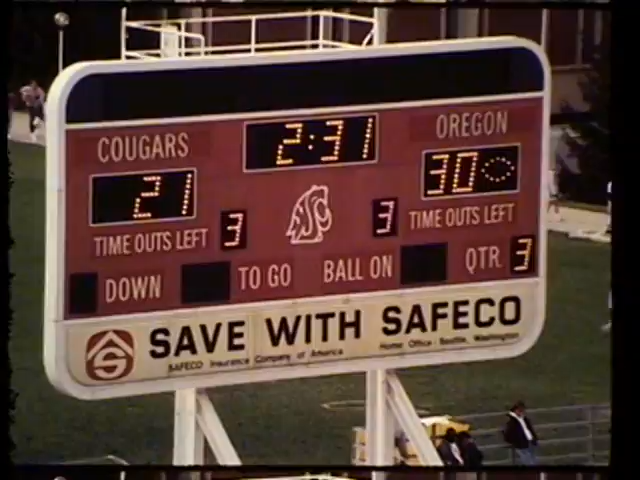 COUGARS 2:31 OREGON
21 30
TIME OUTS LEFT 3 3 TIME OUTS LEFT
DOWN TO GO BALL ON QTR. 3
SAVE WITH SAFECO
SAFECO Insurance Company of America Home Office - Seattle, Washington